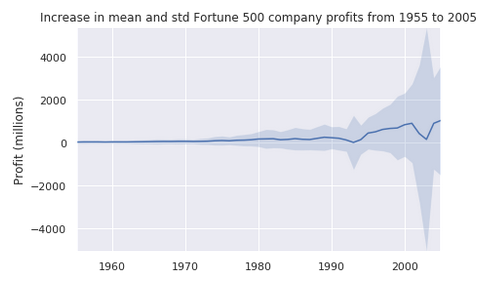 Increase in mean and std Fortune 500 company profits from 1955 to 2005
Profit (millions)
4000
2000
0
−2000
−4000
1960 1970 1980 1990 2000